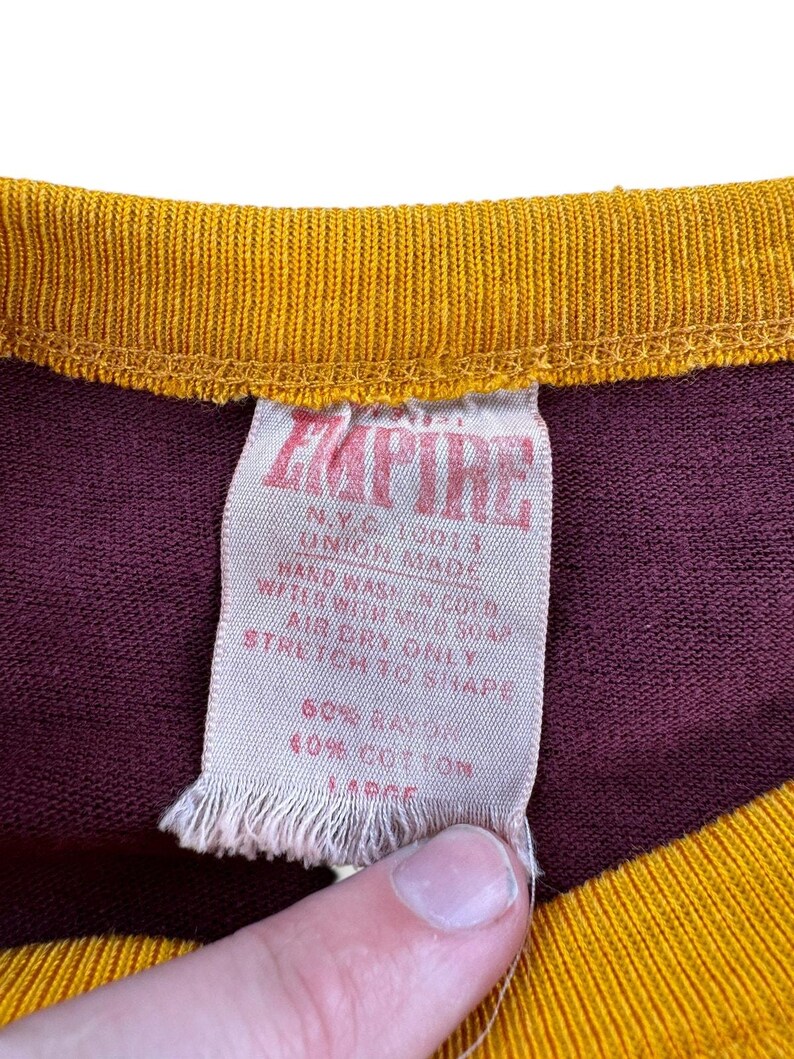 EMPIRE
N.Y.C. 10013
UNION MADE
HAND WASH IN COLD
WATER WITH MILD SOAP
AIR DRY ONLY
STRETCH TO SHAPE
60% RAYON
40% COTTON
LARGE